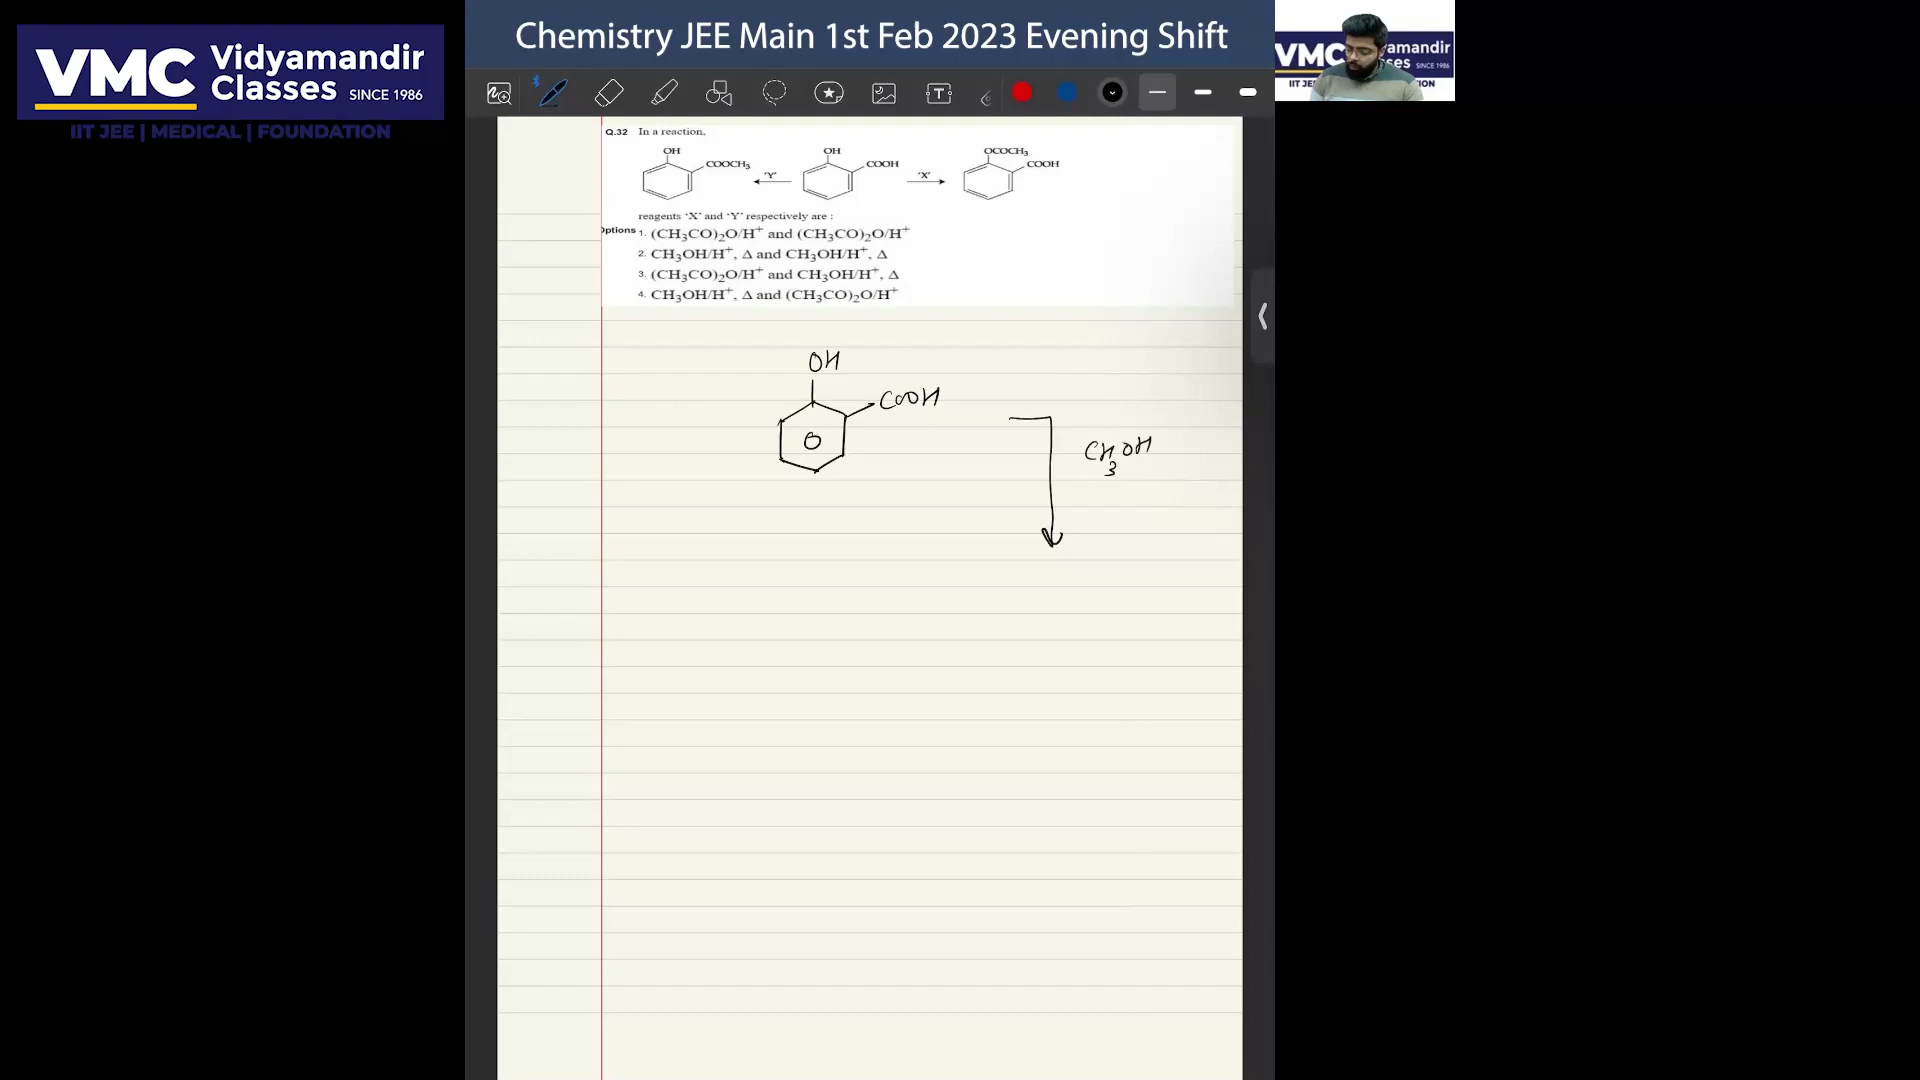 VMC Vidyamandir Classes SINCE 1986
IIT JEE | MEDICAL | FOUNDATION
Chemistry JEE Main 1st Feb 2023 Evening Shift
Q.32 In a reaction,
OH COOCH₃ 'Y' OH COOH 'X' OCOCH₃ COOH
reagents 'X' and 'Y' respectively are :
Options 1. (CH₃CO)₂O/H⁺ and (CH₃CO)₂O/H⁺
2. CH₃OH/H⁺, Δ and CH₃OH/H⁺, Δ
3. (CH₃CO)₂O/H⁺ and CH₃OH/H⁺, Δ
4. CH₃OH/H⁺, Δ and (CH₃CO)₂O/H⁺
OH
COOH
CH₃OH